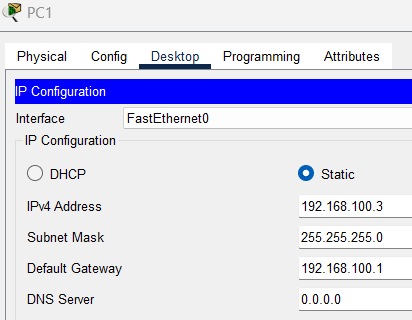 PC1
Physical Config Desktop Programming Attributes
IP Configuration
Interface FastEthernet0
IP Configuration
DHCP Static
IPv4 Address 192.168.100.3
Subnet Mask 255.255.255.0
Default Gateway 192.168.100.1
DNS Server 0.0.0.0